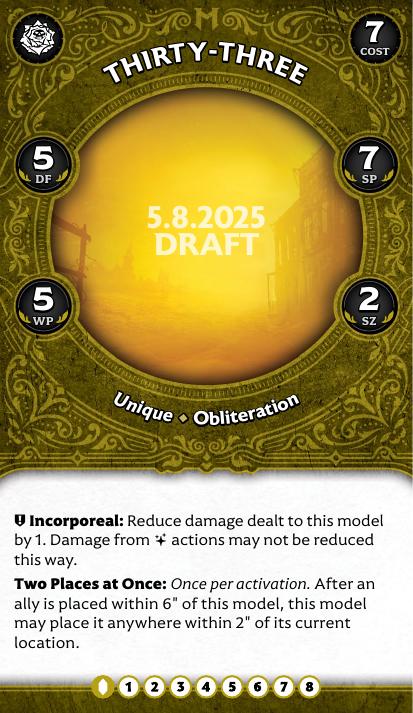 7
COST
THIRTY-THREE
5
DF
7
SP
5.8.2025
DRAFT
5
WP
2
SZ
Unique ⬥ Obliteration
Incorporeal: Reduce damage dealt to this model
by 1. Damage from actions may not be reduced
this way.
Two Places at Once: Once per activation. After an
ally is placed within 6" of this model, this model
may place it anywhere within 2" of its current
location.
1 2 3 4 5 6 7 8